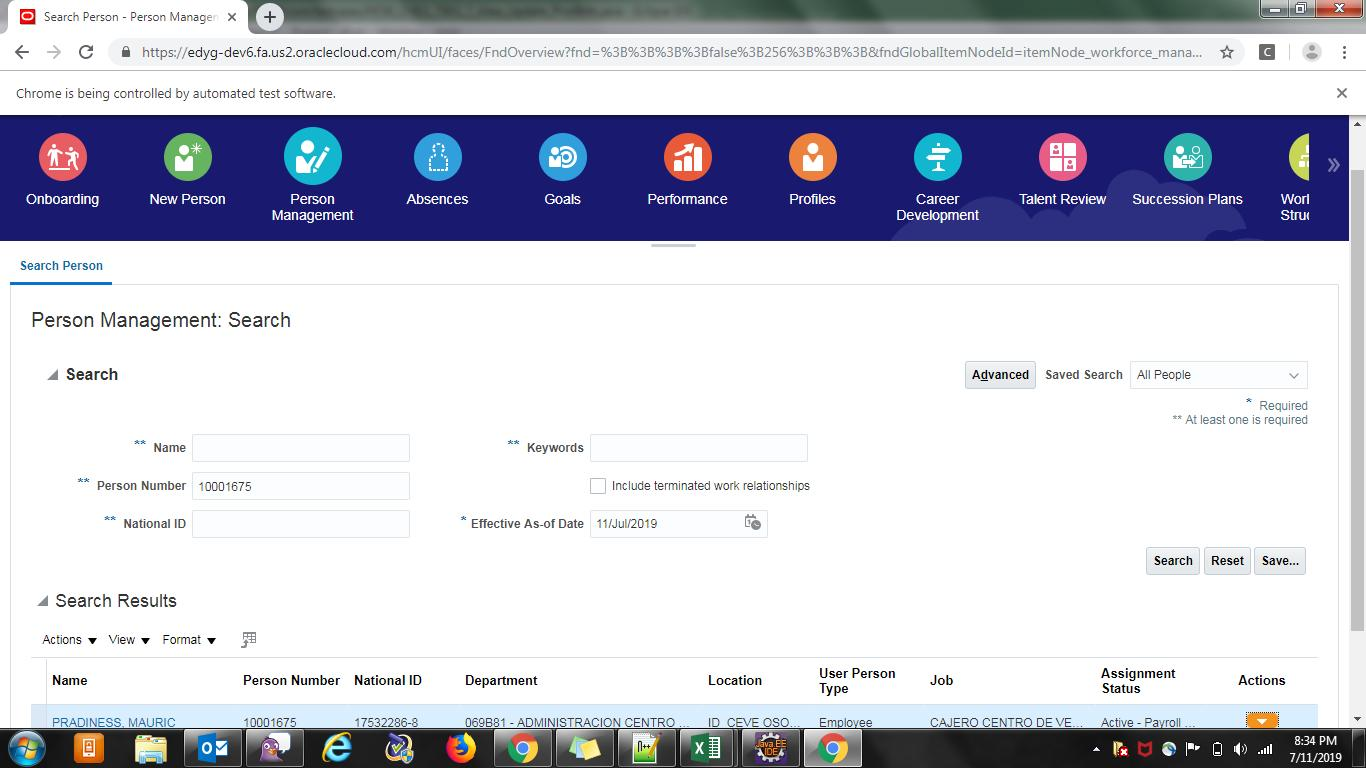 Search Person - Person Managen
https://edyg-dev6.fa.us2.oraclecloud.com/hcmUI/faces/FndOverview?fnd=%3B%3B%3B%3Bfalse%3B256%3B%3B%3B&fndGlobalItemNodeId=itemNode_workforce_mana...
Chrome is being controlled by automated test software.
Onboarding
New Person
Person Management
Absences
Goals
Performance
Profiles
Career Development
Talent Review
Succession Plans
Worl
Struc
Search Person
Person Management: Search
Search
Advanced Saved Search All People
* Required
** At least one is required
** Name
** Keywords
** Person Number 10001675
Include terminated work relationships
** National ID
* Effective As-of Date 11/Jul/2019
Search Reset Save...
Search Results
Actions View Format
Name Person Number National ID Department Location User Person Type Job Assignment Status Actions
PRADINESS, MAURIC 10001675 17532286-8 069B81 - ADMINISTRACION CENTRO ... ID_CEVE OSO... Employee CAJERO CENTRO DE VE... Active - Payroll ...
Java EE
IDE
8:34 PM
7/11/2019